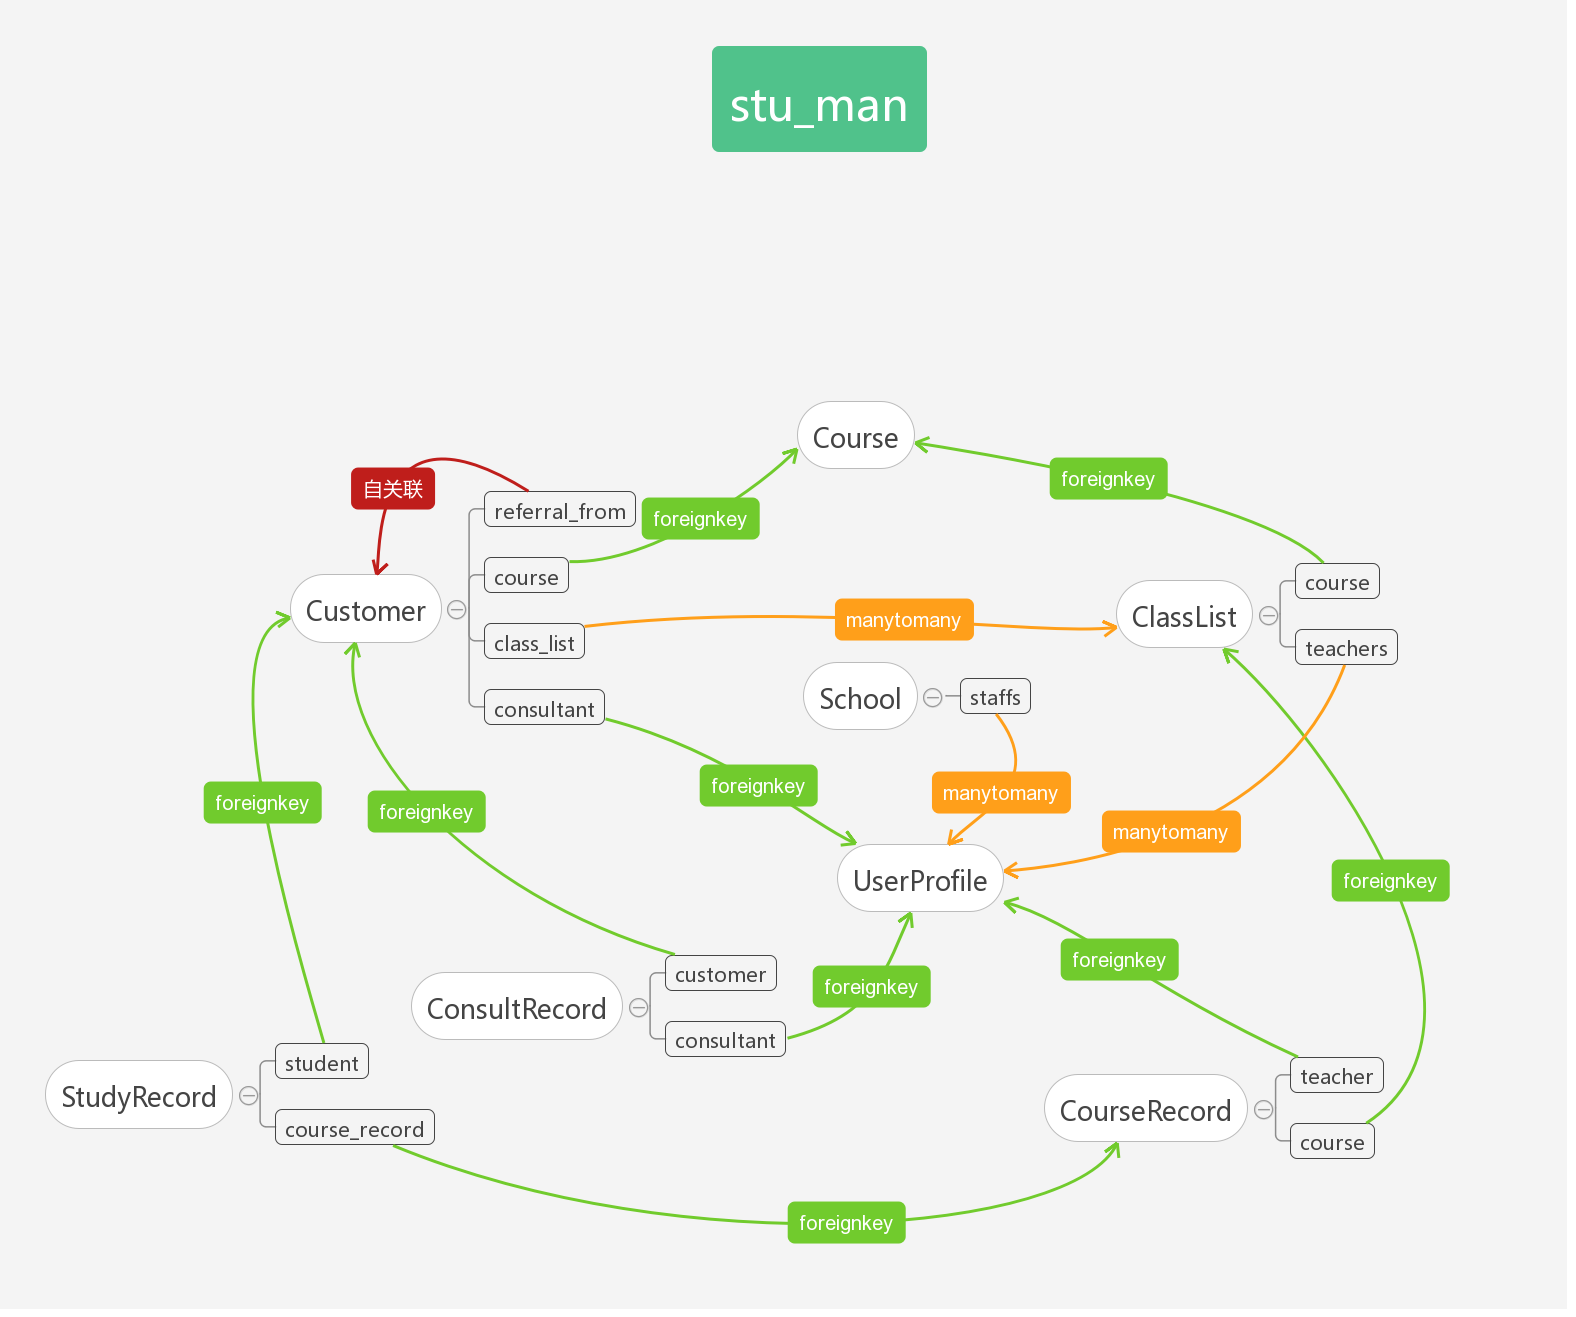 stu_man
Course
foreignkey
自关联
referral_from
foreignkey
course
course
Customer
ClassList
manytomany
class_list
teachers
School
staffs
consultant
foreignkey
manytomany
foreignkey
foreignkey
manytomany
UserProfile
foreignkey
foreignkey
customer
foreignkey
ConsultRecord
consultant
student
teacher
StudyRecord
CourseRecord
course_record
course
foreignkey